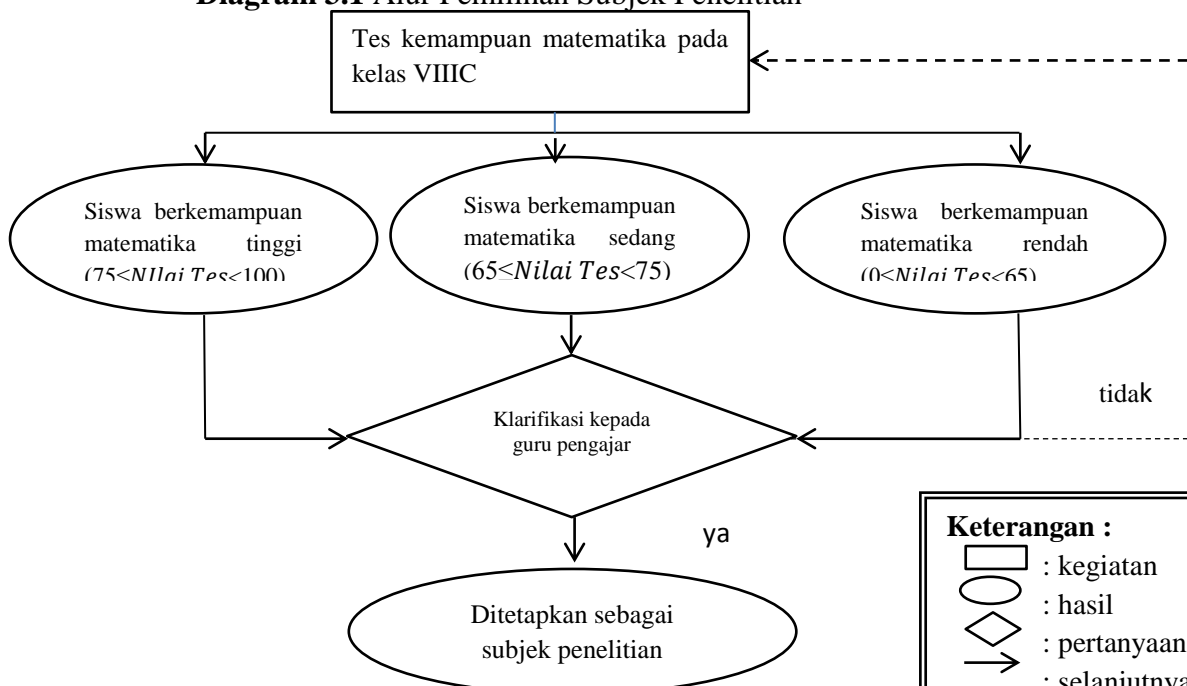 Diagram 3.1 Alur Pemilihan Subjek Penelitian
Tes kemampuan matematika pada
kelas VIIIC
Siswa berkemampuan
matematika tinggi
(75≤NIlai Tes≤100)
Siswa berkemampuan
matematika sedang
(65≤Nilai Tes<75)
Siswa berkemampuan
matematika rendah
(0≤Nilai Tes<65)
tidak
Klarifikasi kepada
guru pengajar
ya
Ditetapkan sebagai
subjek penelitian
Keterangan :
: kegiatan
: hasil
: pertanyaan
: selanjutnya